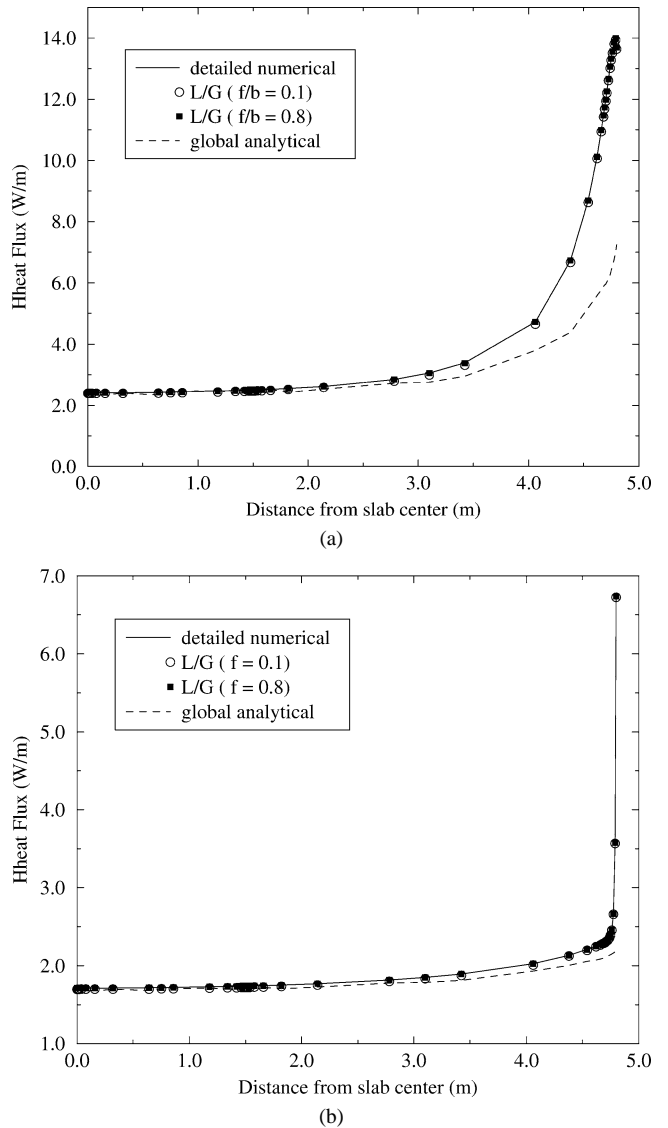 14.0
12.0
10.0
8.0
6.0
4.0
2.0
0.0
Hheat Flux (W/m)
detailed numerical
L/G ( f/b = 0.1)
L/G ( f/b = 0.8)
global analytical
0.0 1.0 2.0 3.0 4.0 5.0
Distance from slab center (m)
(a)
7.0
6.0
5.0
4.0
3.0
2.0
1.0
Hheat Flux (W/m)
detailed numerical
L/G ( f = 0.1)
L/G ( f = 0.8)
global analytical
0.0 1.0 2.0 3.0 4.0 5.0
Distance from slab center (m)
(b)